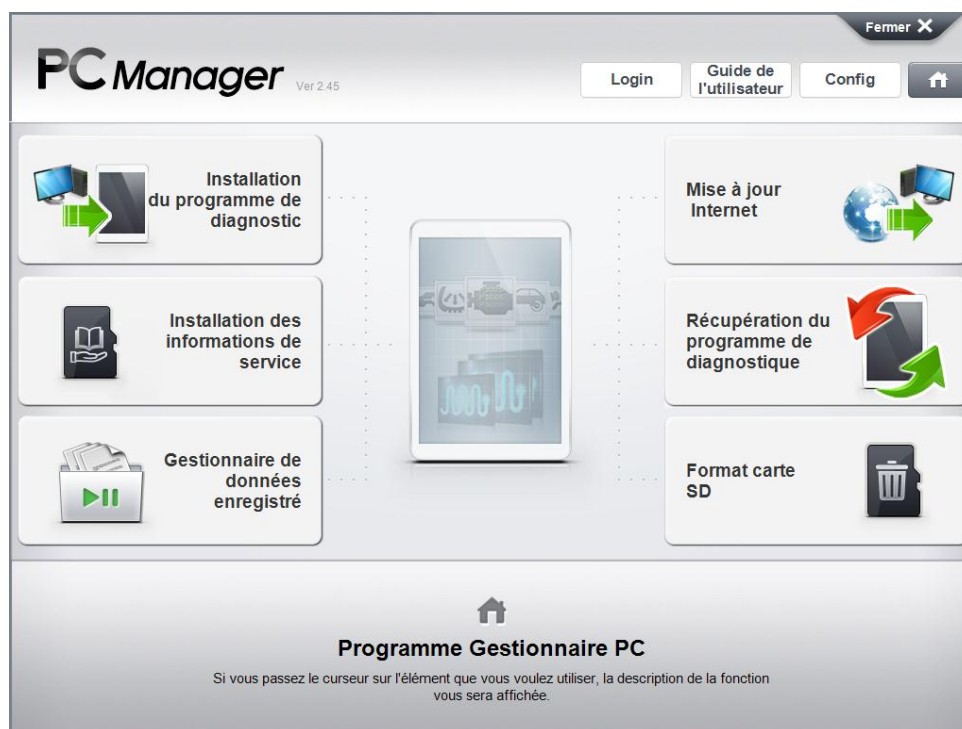 Fermer X
PC Manager Ver 2.45
Login
Guide de
l'utilisateur
Config
Installation
du programme de
diagnostic
Mise à jour
Internet
Installation des
informations de
service
Récupération du
programme de
diagnostique
Gestionnaire de
données
enregistré
Format carte
SD
Programme Gestionnaire PC
Si vous passez le curseur sur l'élément que vous voulez utiliser, la description de la fonction
vous sera affichée.